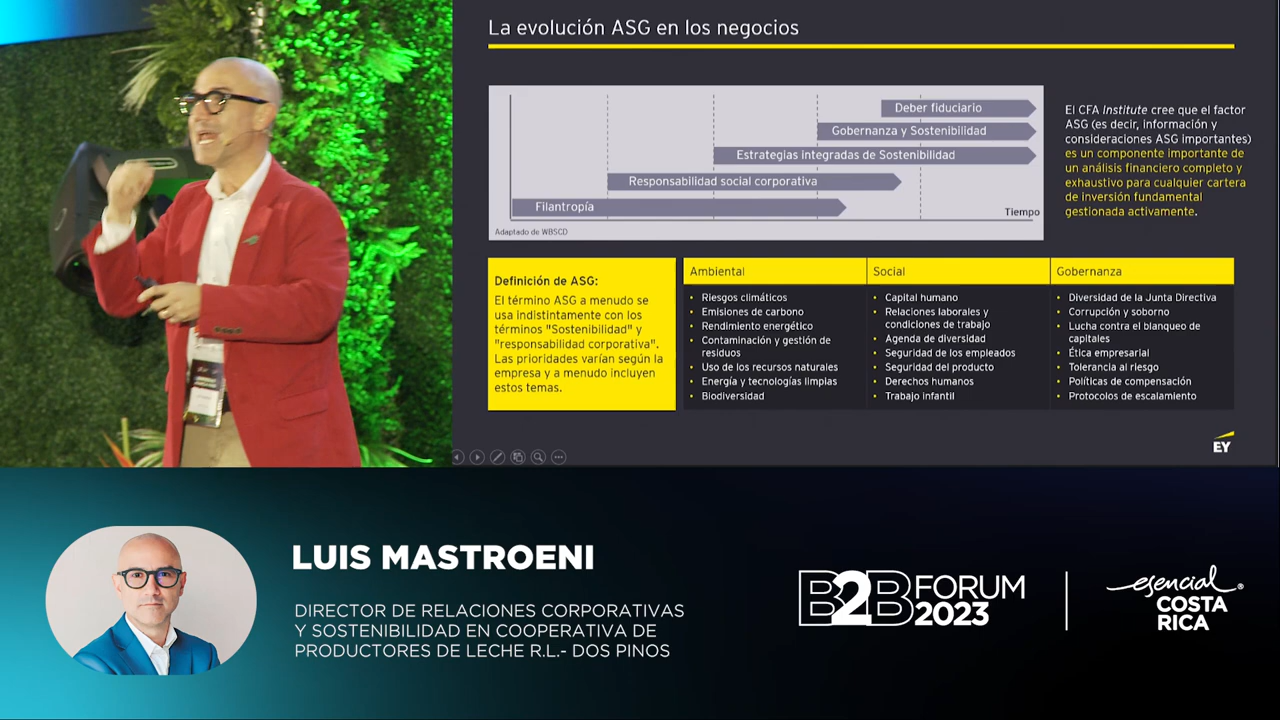 La evolución ASG en los negocios
Deber fiduciario
Gobernanza y Sostenibilidad
Estrategias integradas de Sostenibilidad
Responsabilidad social corporativa
Filantropía
Tiempo
Adaptado de WBSCD
El CFA Institute cree que el factor
ASG (es decir, información y
consideraciones ASG importantes)
es un componente importante de
un análisis financiero completo y
exhaustivo para cualquier cartera
de inversión fundamental
gestionada activamente.
Definición de ASG:
El término ASG a menudo se
usa indistintamente con los
términos "Sostenibilidad" y
"responsabilidad corporativa".
Las prioridades varían según la
empresa y a menudo incluyen
estos temas.
Ambiental
• Riesgos climáticos
• Emisiones de carbono
• Rendimiento energético
• Contaminación y gestión de
residuos
• Uso de los recursos naturales
• Energía y tecnologías limpias
• Biodiversidad
Social
• Capital humano
• Relaciones laborales y
condiciones de trabajo
• Agenda de diversidad
• Seguridad de los empleados
• Seguridad del producto
• Derechos humanos
• Trabajo infantil
Gobernanza
• Diversidad de la Junta Directiva
• Corrupción y soborno
• Lucha contra el blanqueo de
capitales
• Ética empresarial
• Tolerancia al riesgo
• Políticas de compensación
• Protocolos de escalamiento
EY
LUIS MASTROENI
DIRECTOR DE RELACIONES CORPORATIVAS
Y SOSTENIBILIDAD EN COOPERATIVA DE
PRODUCTORES DE LECHE R.L.- DOS PINOS
B2B FORUM
2023
esencial
COSTA
RICA